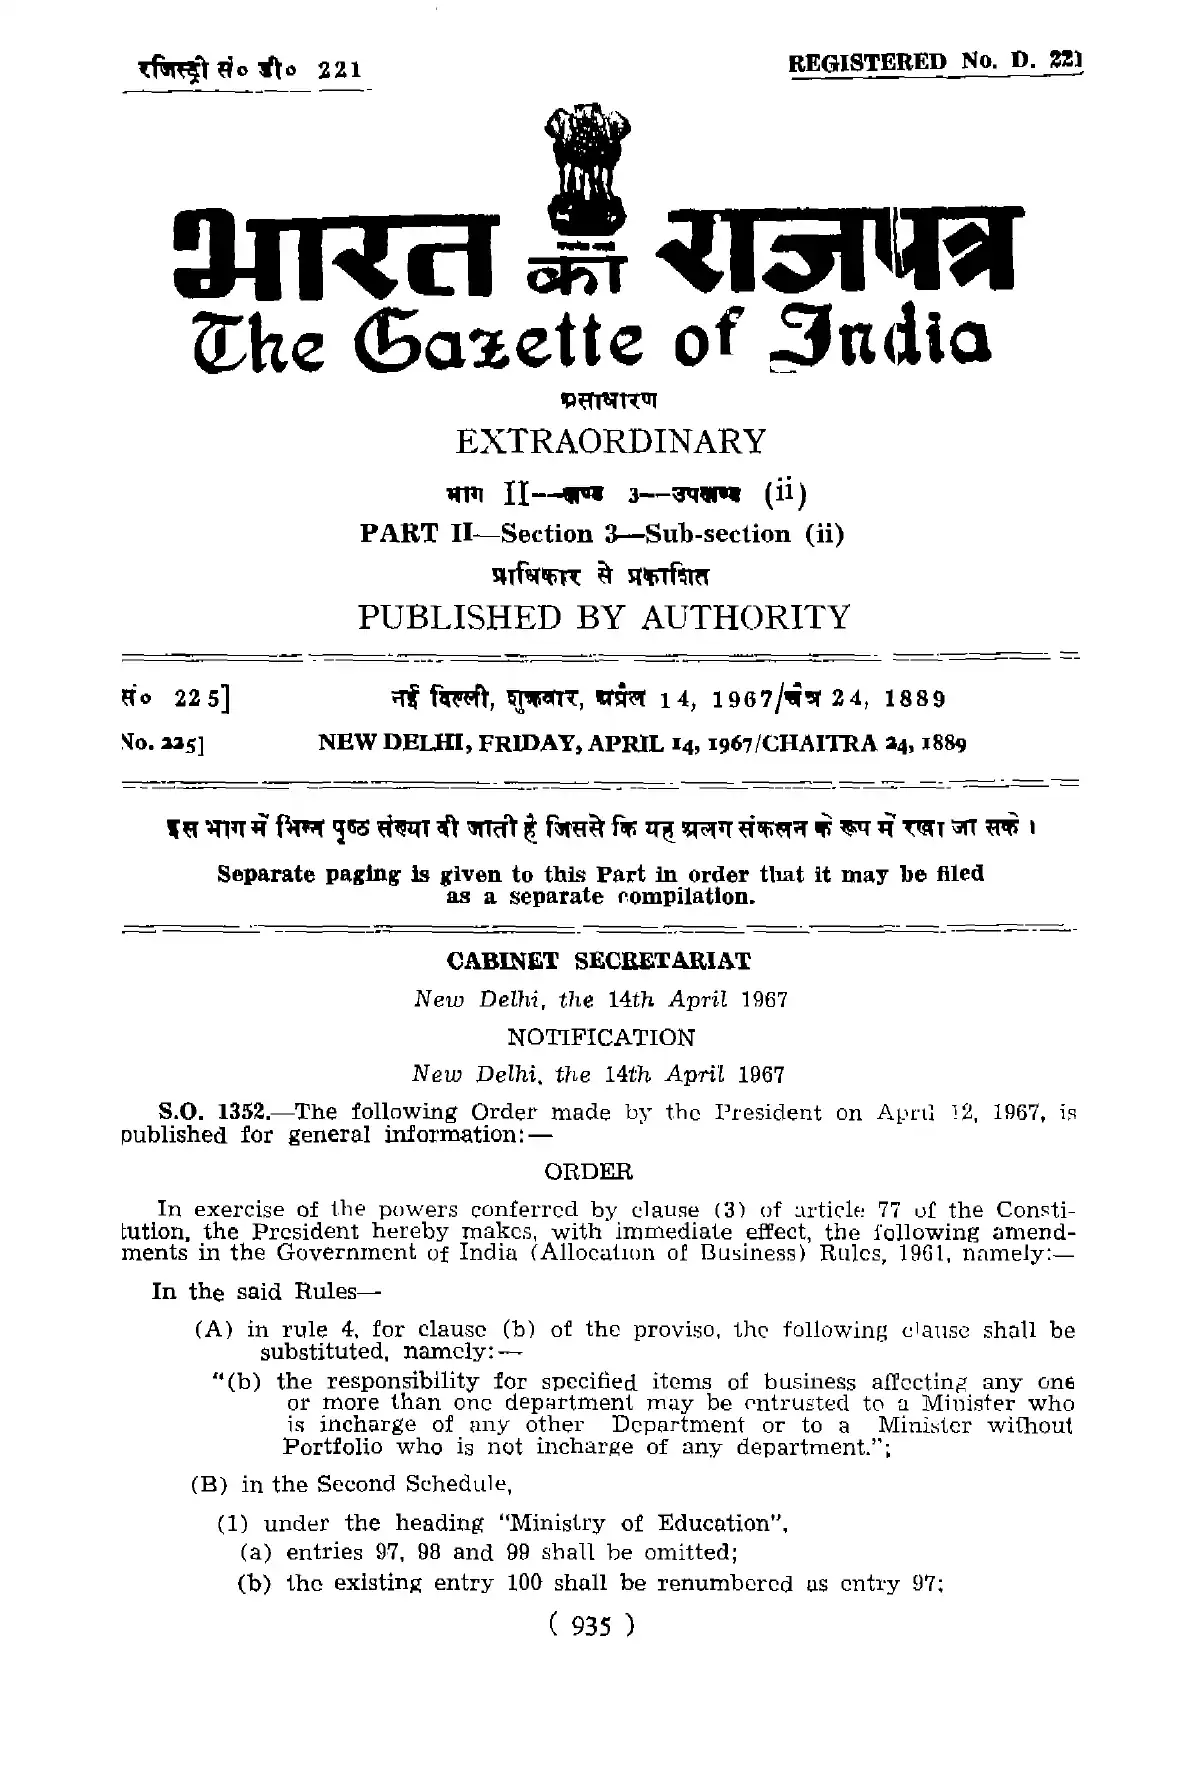 रजिस्ट्री सं० डी० 221
REGISTERED No. D. 221
भारत का राजपत्र
The Gazette of India
असाधारण
EXTRAORDINARY
भाग II—खण्ड 3—उपखण्ड (ii)
PART II—Section 3—Sub-section (ii)
प्राधिकार से प्रकाशित
PUBLISHED BY AUTHORITY
सं० 225]
नई दिल्ली, शुक्रवार, अप्रैल 14, 1967/चैत्र 24, 1889
No. 225]
NEW DELHI, FRIDAY, APRIL 14, 1967/CHAITRA 24, 1889
इस भाग में भिन्न पृष्ठ संख्या दी जाती है जिससे कि यह अलग संकलन के रूप में रखा जा सके ।
Separate paging is given to this Part in order that it may be filed
as a separate compilation.
CABINET SECRETARIAT
New Delhi, the 14th April 1967
NOTIFICATION
New Delhi, the 14th April 1967
S.O. 1352.—The following Order made by the President on April 12, 1967, is
published for general information:—
ORDER
In exercise of the powers conferred by clause (3) of article 77 of the Consti-
tution, the President hereby makes, with immediate effect, the following amend-
ments in the Government of India (Allocation of Business) Rules, 1961, namely:—
In the said Rules—
(A) in rule 4, for clause (b) of the proviso, the following clause shall be
substituted, namely:—
"(b) the responsibility for specified items of business affecting any one
or more than one department may be entrusted to a Minister who
is incharge of any other Department or to a Minister without
Portfolio who is not incharge of any department.";
(B) in the Second Schedule,
(1) under the heading "Ministry of Education",
(a) entries 97, 98 and 99 shall be omitted;
(b) the existing entry 100 shall be renumbered as entry 97;
( 935 )